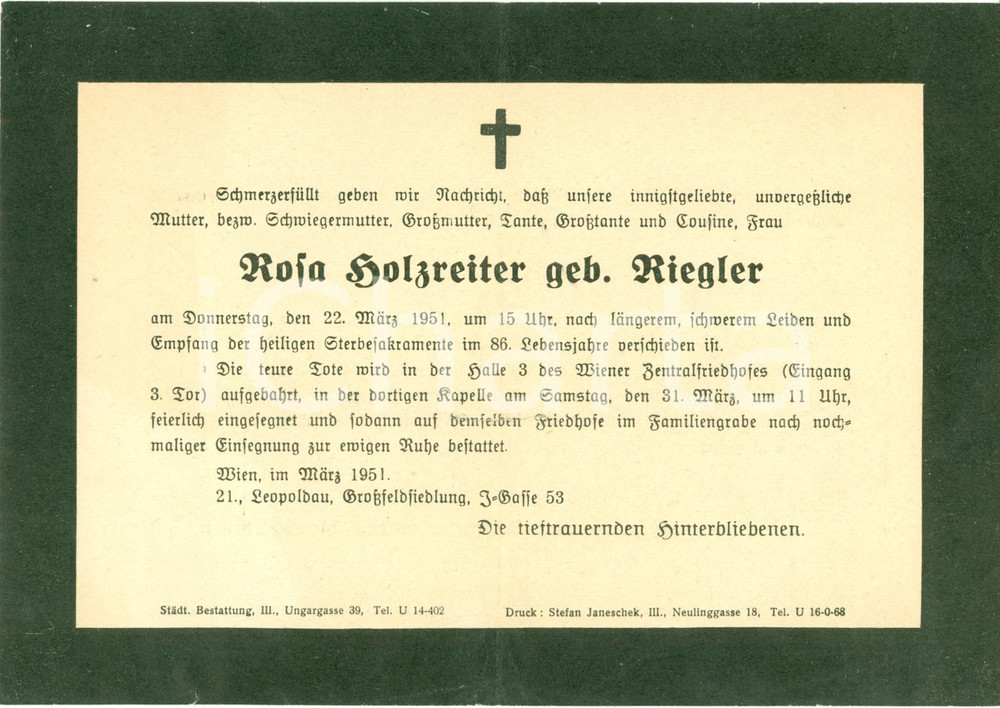 Schmerzerfüllt geben wir Nachricht, daß unsere innigstgeliebte, unvergeßliche
Mutter, bezw. Schwiegermutter, Großmutter, Tante, Großtante und Cousine, Frau
Rosa Holzreiter geb. Riegler
am Donnerstag, den 22. März 1951, um 15 Uhr, nach längerem, schwerem Leiden und
Empfang der heiligen Sterbesakramente im 86. Lebensjahre verschieden ist.
Die teure Tote wird in der Halle 3 des Wiener Zentralfriedhofes (Eingang
3. Tor) aufgebahrt, in der dortigen Kapelle am Samstag, den 31. März, um 11 Uhr,
feierlich eingesegnet und sodann auf demselben Friedhofe im Familiengrabe nach noch-
maliger Einsegnung zur ewigen Ruhe bestattet.
Wien, im März 1951.
21., Leopoldau, Großfeldsiedlung, J-Gasse 53
Die tieftrauernden Hinterbliebenen.
Städt. Bestattung, III., Ungargasse 39, Tel. U 14-402
Druck: Stefan Janeschek, III., Neulinggasse 18, Tel. U 16-0-68